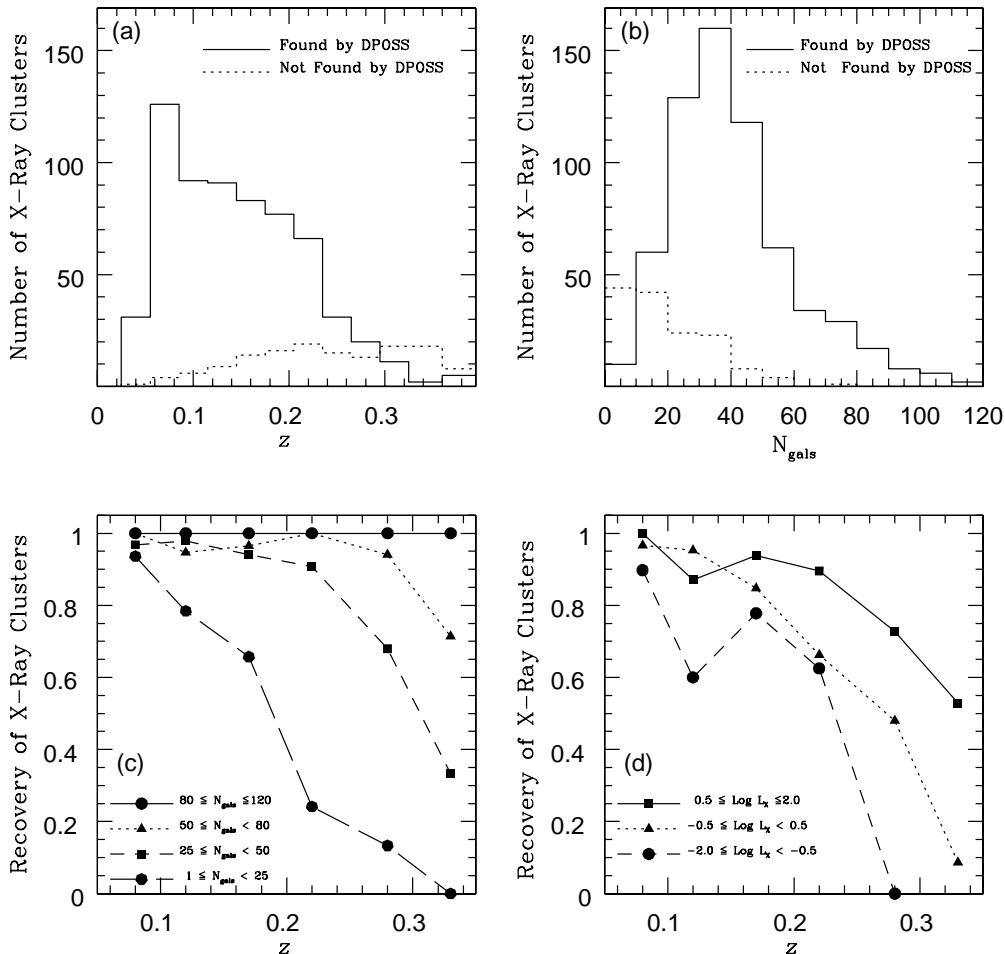 (a)
Found by DPOSS
Not Found by DPOSS
Number of X-Ray Clusters
150
100
50
0
0.1
0.2
0.3
z
(b)
Found by DPOSS
Not Found by DPOSS
Number of X-Ray Clusters
150
100
50
0
20
40
60
80
100
120
N_gals
(c)
Recovery of X-Ray Clusters
1
0.8
0.6
0.4
0.2
0
80 ≦ N_gals ≦120
50 ≦ N_gals < 80
25 ≦ N_gals < 50
1 ≦ N_gals < 25
0.1
0.2
0.3
z
(d)
Recovery of X-Ray Clusters
1
0.8
0.6
0.4
0.2
0
0.5 ≦ Log L_X ≦2.0
-0.5 ≦ Log L_X < 0.5
-2.0 ≦ Log L_X < -0.5
0.1
0.2
0.3
z